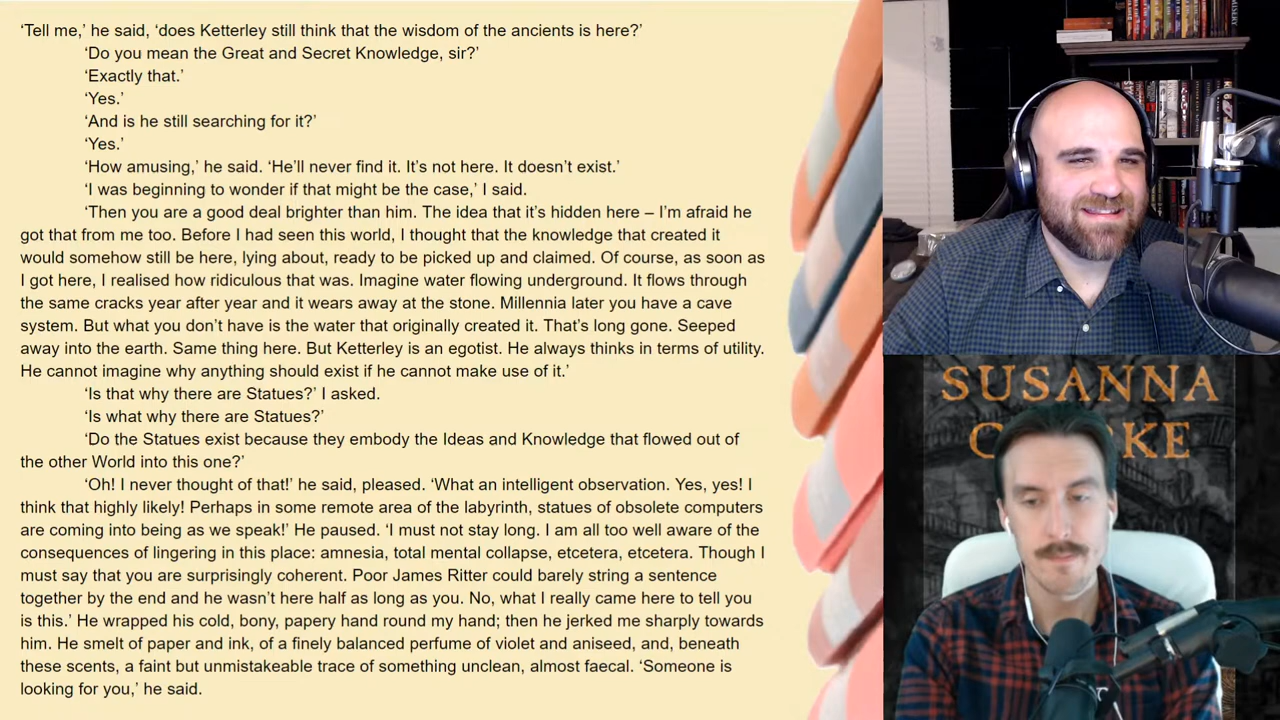 ‘Tell me,’ he said, ‘does Ketterley still think that the wisdom of the ancients is here?’
‘Do you mean the Great and Secret Knowledge, sir?’
‘Exactly that.’
‘Yes.’
‘And is he still searching for it?’
‘Yes.’
‘How amusing,’ he said. ‘He’ll never find it. It’s not here. It doesn’t exist.’
‘I was beginning to wonder if that might be the case,’ I said.
‘Then you are a good deal brighter than him. The idea that it’s hidden here – I’m afraid he
got that from me too. Before I had seen this world, I thought that the knowledge that created it
would somehow still be here, lying about, ready to be picked up and claimed. Of course, as soon as
I got here, I realised how ridiculous that was. Imagine water flowing underground. It flows through
the same cracks year after year and it wears away at the stone. Millennia later you have a cave
system. But what you don’t have is the water that originally created it. That’s long gone. Seeped
away into the earth. Same thing here. But Ketterley is an egotist. He always thinks in terms of utility.
He cannot imagine why anything should exist if he cannot make use of it.’
‘Is that why there are Statues?’ I asked.
‘Is what why there are Statues?’
‘Do the Statues exist because they embody the Ideas and Knowledge that flowed out of
the other World into this one?’
‘Oh! I never thought of that!’ he said, pleased. ‘What an intelligent observation. Yes, yes! I
think that highly likely! Perhaps in some remote area of the labyrinth, statues of obsolete computers
are coming into being as we speak!’ He paused. ‘I must not stay long. I am all too well aware of the
consequences of lingering in this place: amnesia, total mental collapse, etcetera, etcetera. Though I
must say that you are surprisingly coherent. Poor James Ritter could barely string a sentence
together by the end and he wasn’t here half as long as you. No, what I really came here to tell you
is this.’ He wrapped his cold, bony, papery hand round my hand; then he jerked me sharply towards
him. He smelt of paper and ink, of a finely balanced perfume of violet and aniseed, and, beneath
these scents, a faint but unmistakeable trace of something unclean, almost faecal. ‘Someone is
looking for you,’ he said.
SUSANNA